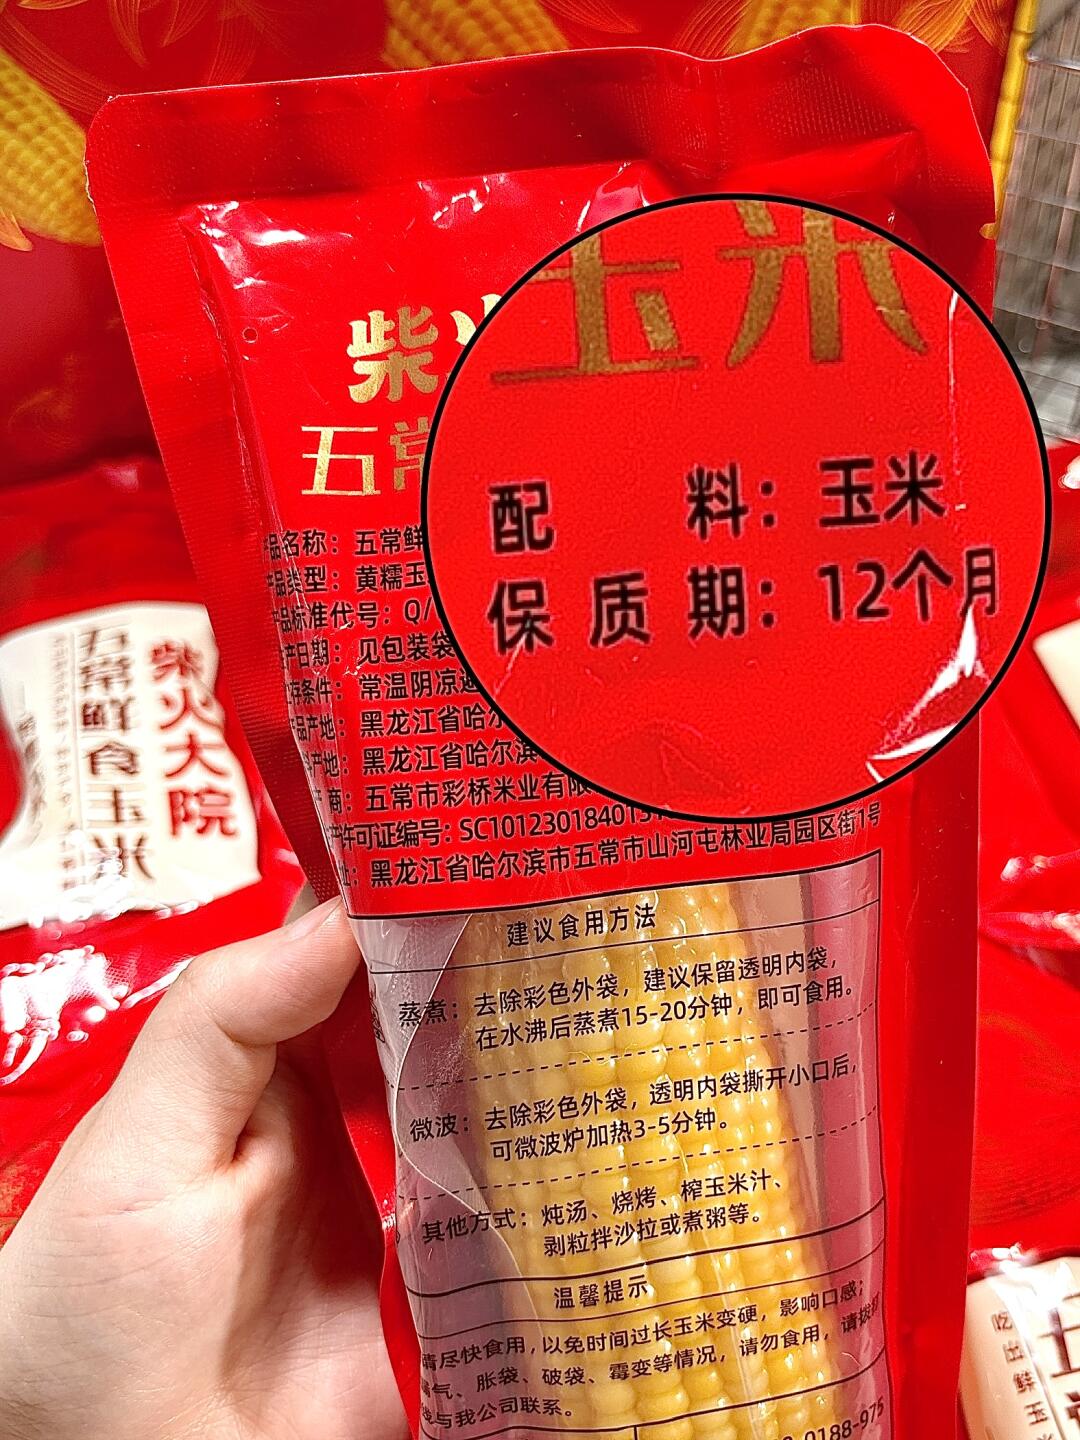 柴火
五常
玉米
配料：玉米
保质期：12个月
产品名称：五常鲜
产品类型：黄糯玉
产品标准代号：Q/
生产日期：见包装袋
贮存条件：常温阴凉避
产品产地：黑龙江省哈尔
产地：黑龙江省哈尔滨
产商：五常市彩桥米业有限
产许可证编号：SC101230184015
址：黑龙江省哈尔滨市五常市山河屯林业局园区街1号
建议食用方法
蒸煮：去除彩色外袋，建议保留透明内袋，
在水沸后蒸煮15-20分钟，即可食用。
微波：去除彩色外袋，透明内袋撕开小口后，
可微波炉加热3-5分钟。
其他方式：炖汤、烧烤、榨玉米汁、
剥粒拌沙拉或煮粥等。
温馨提示
请尽快食用，以免时间过长玉米变硬，影响口感；
漏气、胀袋、破袋、霉变等情况，请勿食用，请拨
线与我公司联系。
0188-975
柴火大院
五常鲜食玉米
吃出鲜玉米